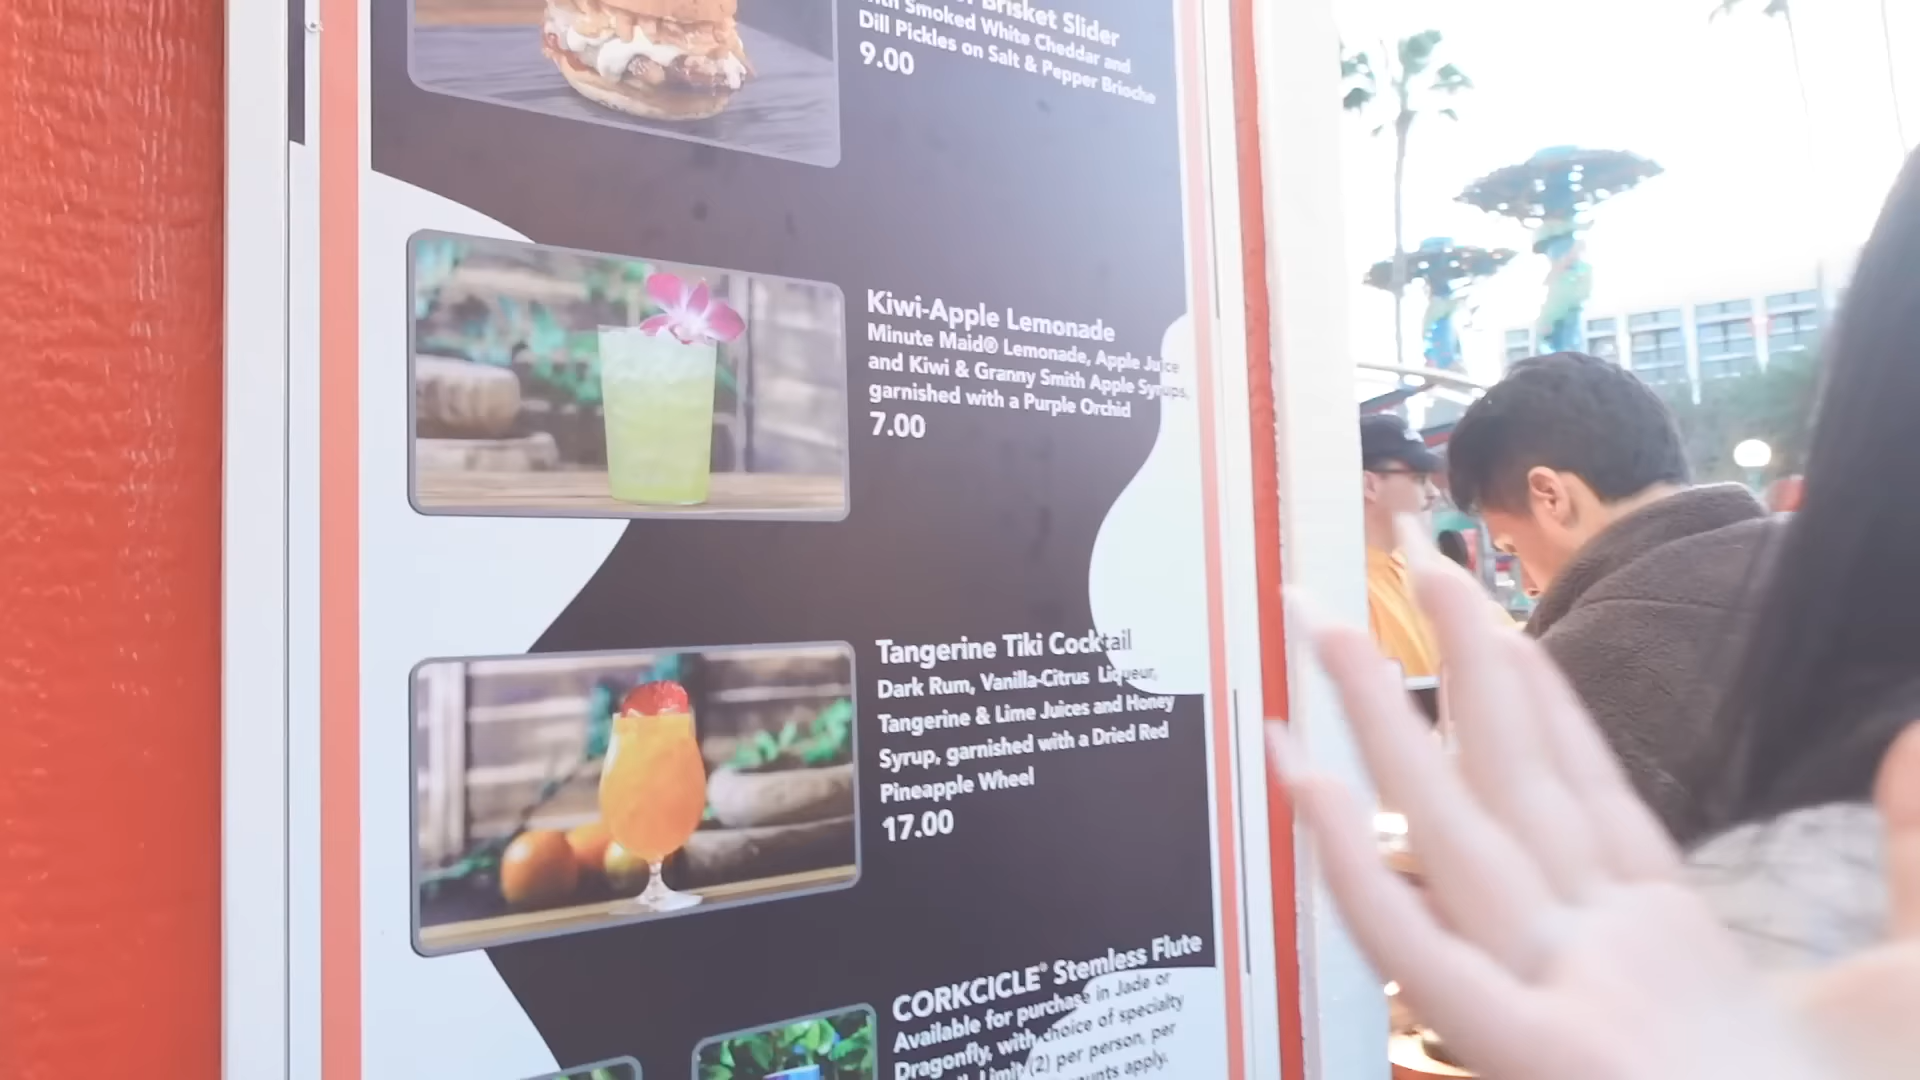 Brisket Slider
with Smoked White Cheddar and
Dill Pickles on Salt & Pepper Brioche
9.00
Kiwi-Apple Lemonade
Minute Maid® Lemonade, Apple Juice
and Kiwi & Granny Smith Apple Syrups,
garnished with a Purple Orchid
7.00
Tangerine Tiki Cocktail
Dark Rum, Vanilla-Citrus Liqueur,
Tangerine & Lime Juices and Honey
Syrup, garnished with a Dried Red
Pineapple Wheel
17.00
CORKCICLE® Stemless Flute
Available for purchase in Jade or
Dragonfly, with choice of specialty
Limit (2) per person, per
apply.